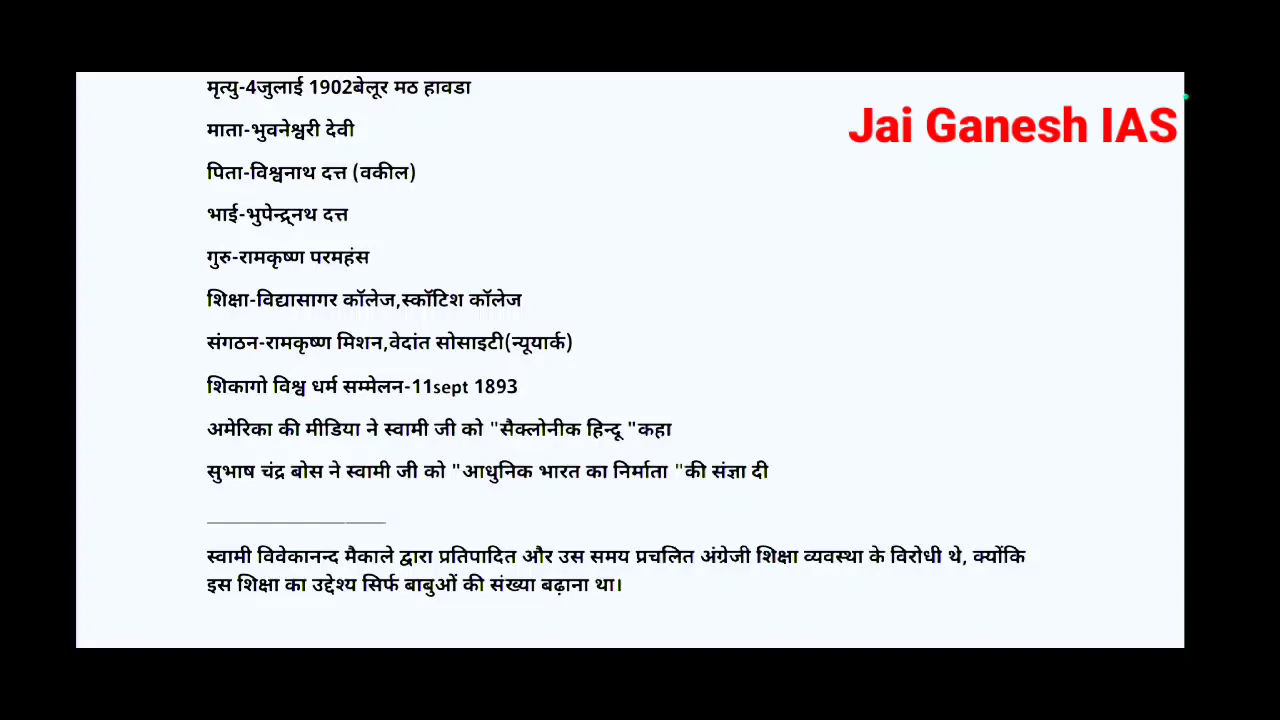 मृत्यु-4जुलाई 1902बेलूर मठ हावडा
Jai Ganesh IAS
माता-भुवनेश्वरी देवी
पिता-विश्वनाथ दत्त (वकील)
भाई-भुपेन्द्र्नथ दत्त
गुरु-रामकृष्ण परमहंस
शिक्षा-विद्यासागर कॉलेज,स्कॉटिश कॉलेज
संगठन-रामकृष्ण मिशन,वेदांत सोसाइटी(न्यूयार्क)
शिकागो विश्व धर्म सम्मेलन-11sept 1893
अमेरिका की मीडिया ने स्वामी जी को "सैक्लोनीक हिन्दू "कहा
सुभाष चंद्र बोस ने स्वामी जी को "आधुनिक भारत का निर्माता "की संज्ञा दी
स्वामी विवेकानन्द मैकाले द्वारा प्रतिपादित और उस समय प्रचलित अंग्रेजी शिक्षा व्यवस्था के विरोधी थे, क्योंकि
इस शिक्षा का उद्देश्य सिर्फ बाबुओं की संख्या बढ़ाना था।